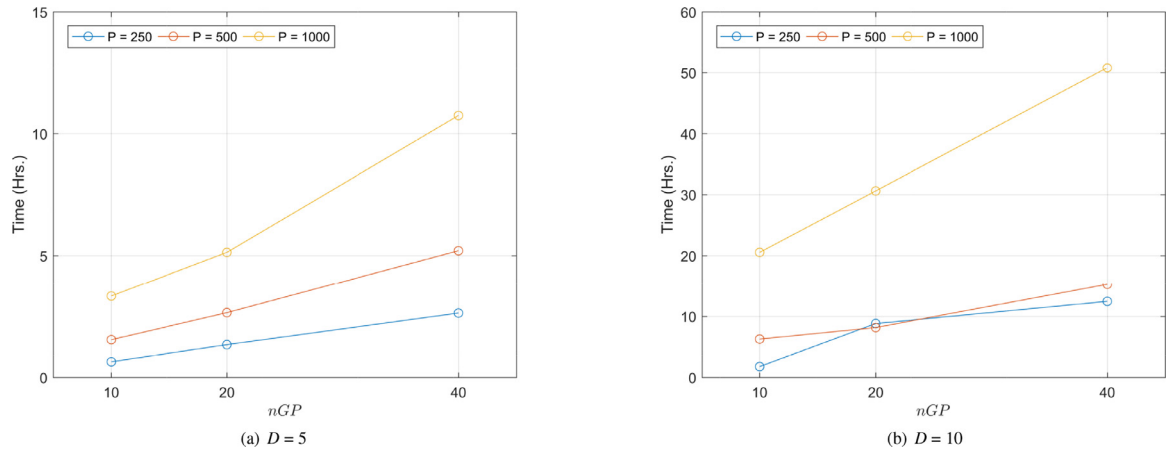 15
10
5
0
Time (Hrs.)
P = 250 P = 500 P = 1000
10 20 40
nGP
(a) D = 5
60
50
40
30
20
10
0
Time (Hrs.)
P = 250 P = 500 P = 1000
10 20 40
nGP
(b) D = 10